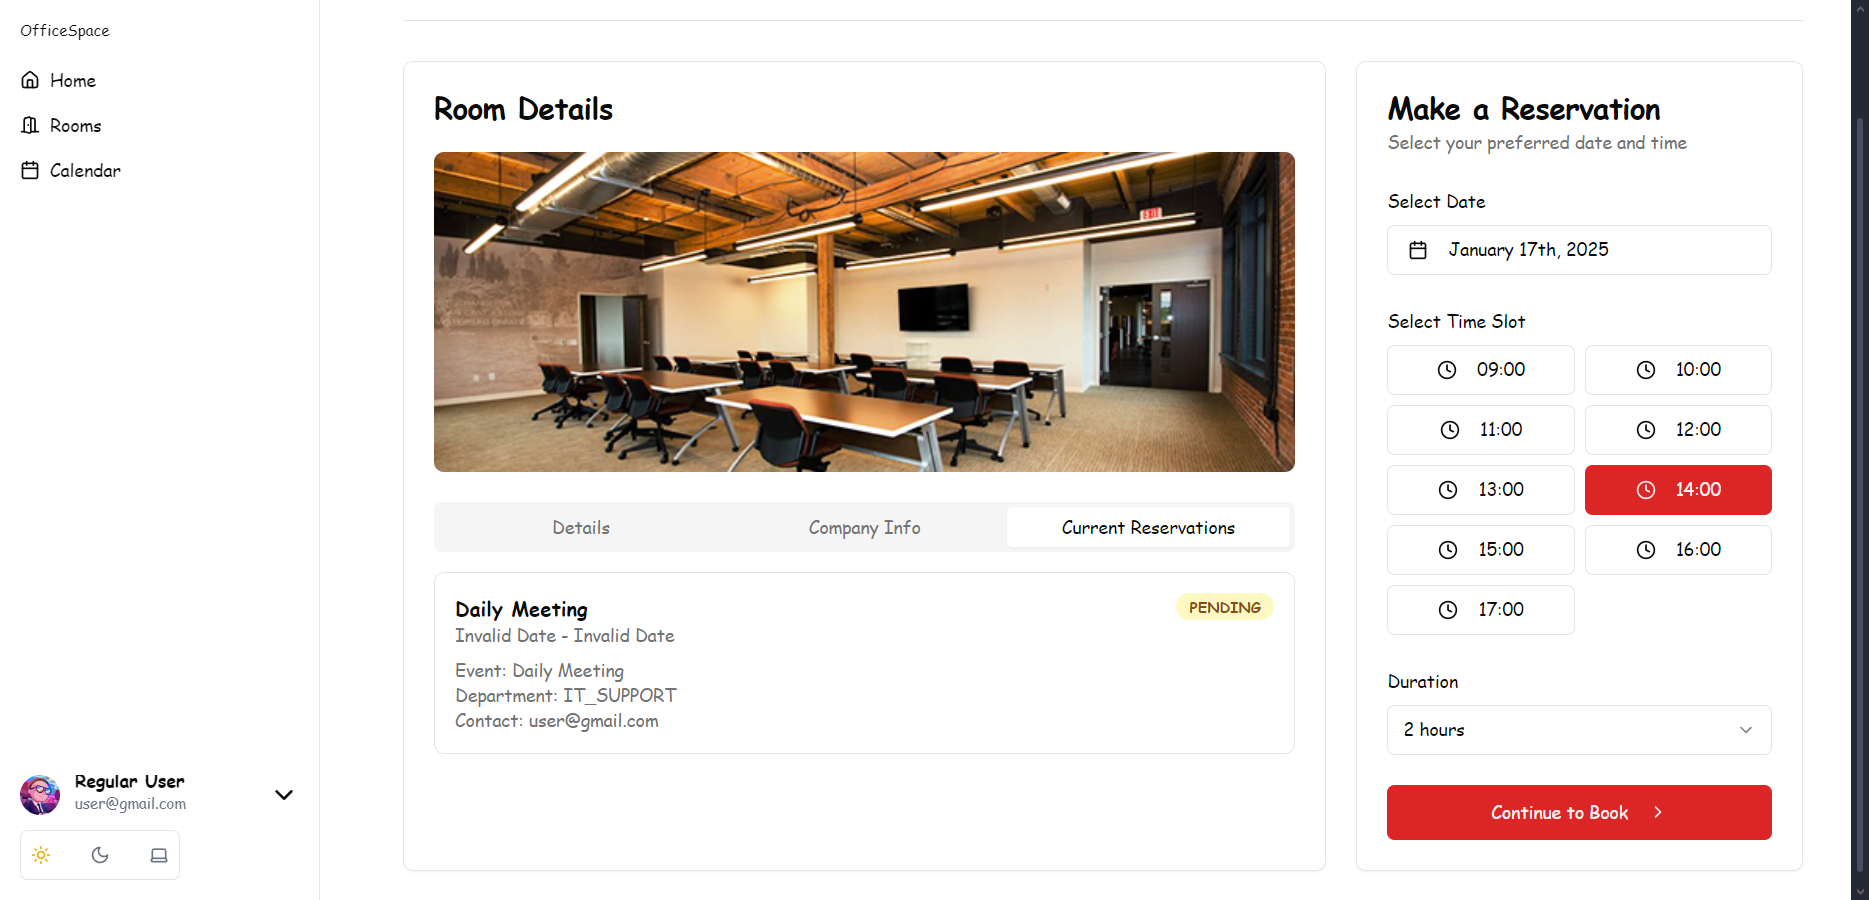 OfficeSpace
Home
Rooms
Calendar
Regular User
user@gmail.com
Room Details
EXIT
Details
Company Info
Current Reservations
Daily Meeting
PENDING
Invalid Date - Invalid Date
Event: Daily Meeting
Department: IT_SUPPORT
Contact: user@gmail.com
Make a Reservation
Select your preferred date and time
Select Date
January 17th, 2025
Select Time Slot
09:00
10:00
11:00
12:00
13:00
14:00
15:00
16:00
17:00
Duration
2 hours
Continue to Book